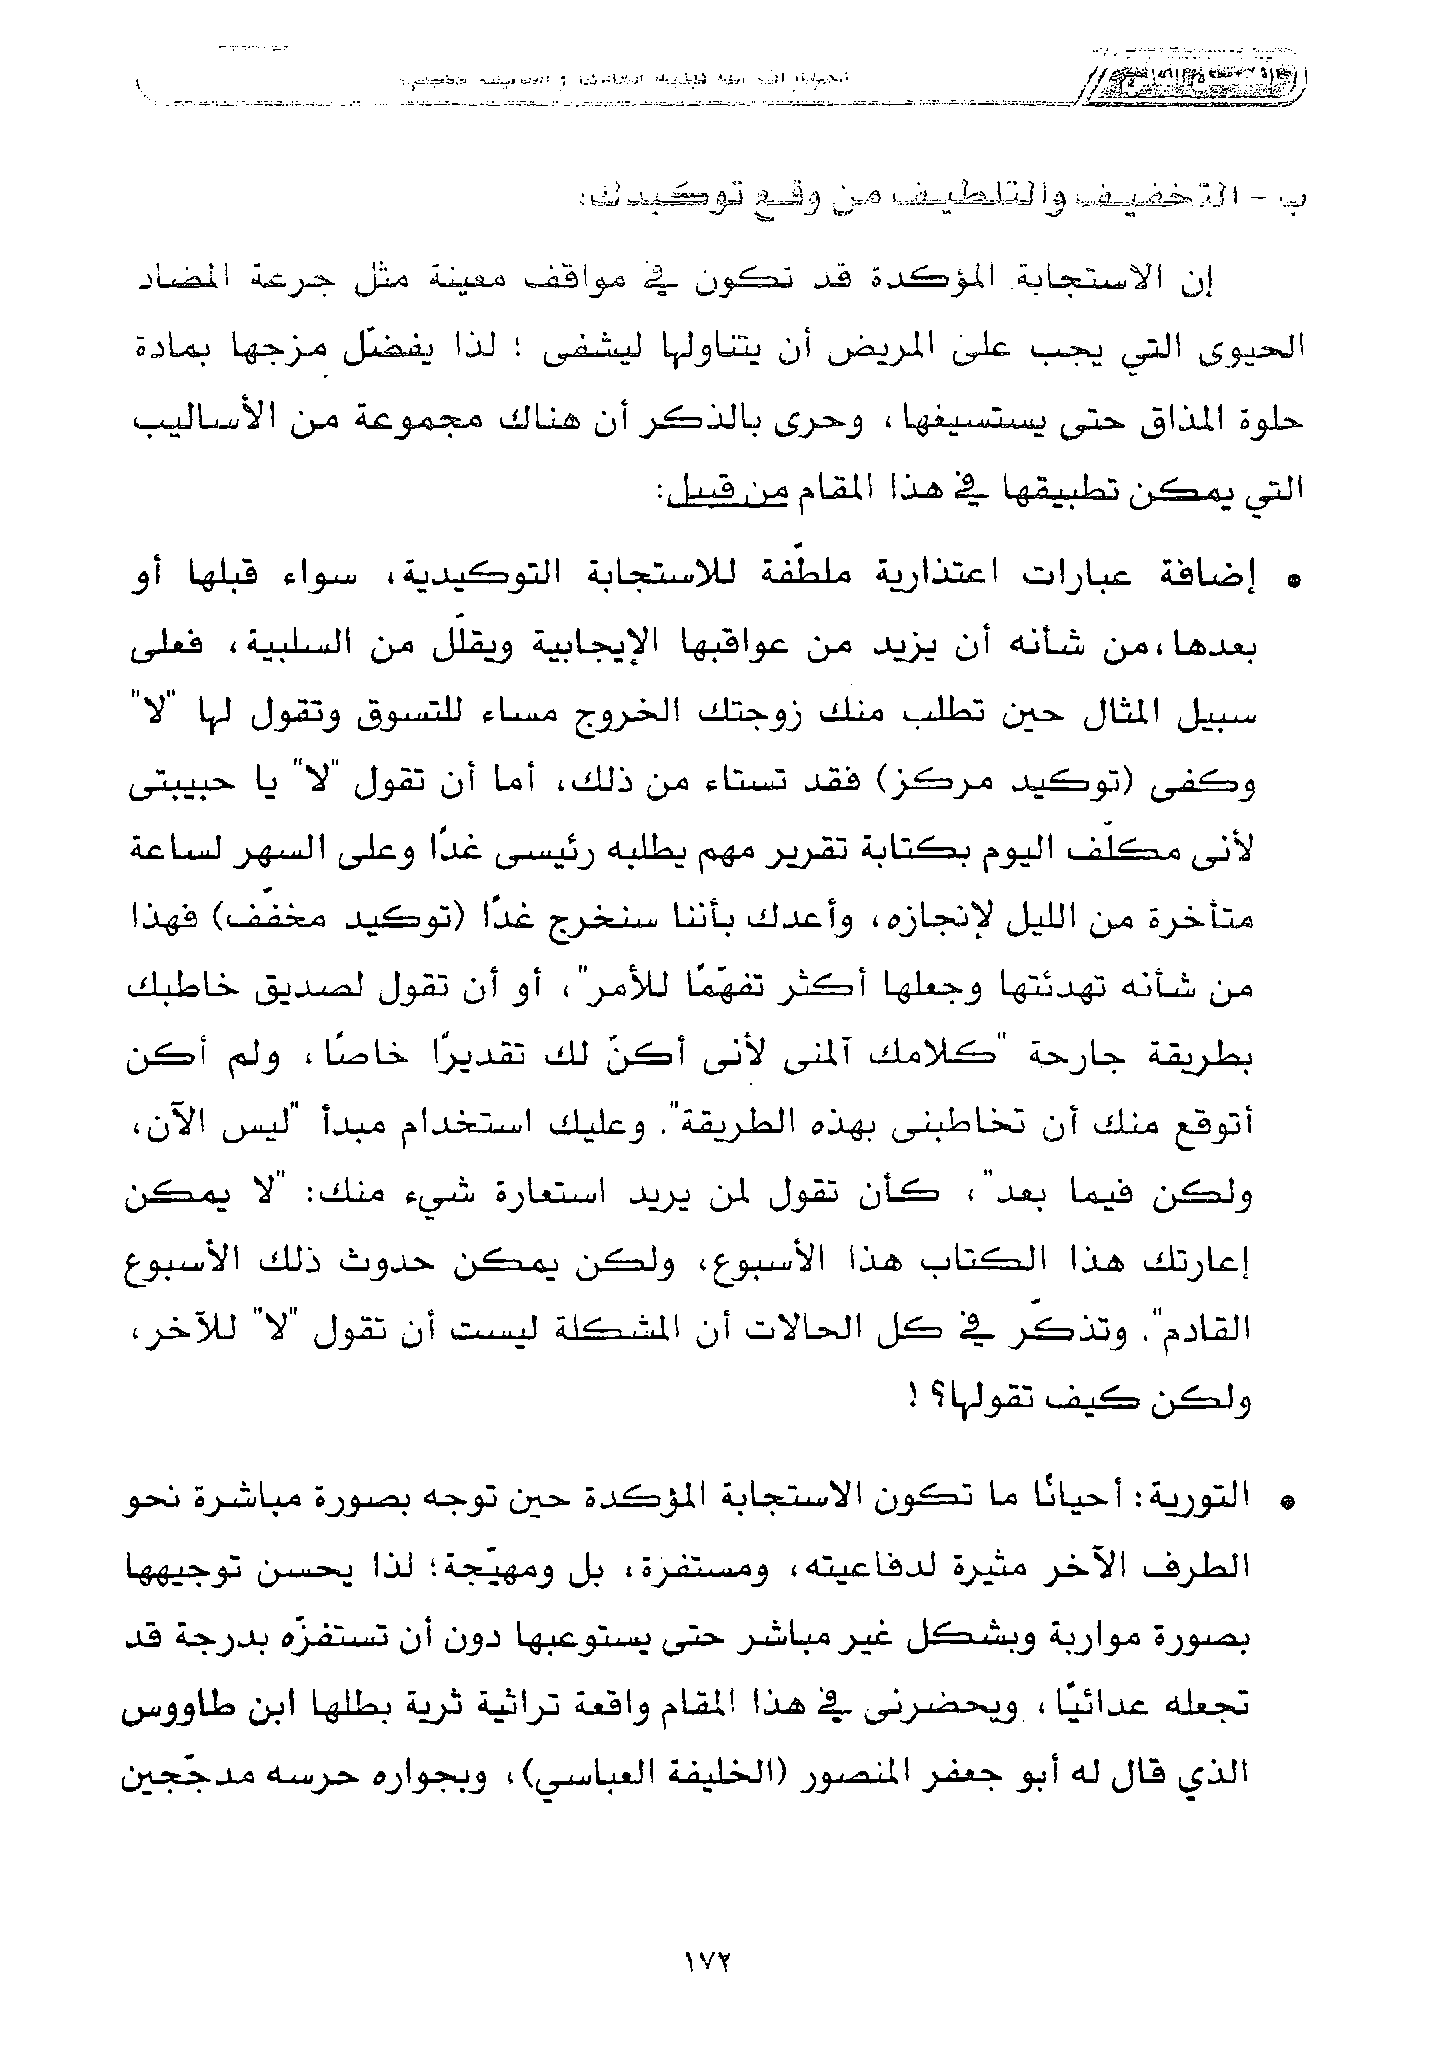 ب - التخفيف والتلطيف من وقع توكيدك:
إن الاستجابة المؤكدة قد تكون في مواقف معينة مثل جرعة المضاد
الحيوى التي يجب على المريض أن يتناولها ليشفى ؛ لذا يفضّل مزجها بمادة
حلوة المذاق حتى يستسيغها، وحرى بالذكر أن هناك مجموعة من الأساليب
التي يمكن تطبيقها في هذا المقام من قبيل:
• إضافة عبارات اعتذارية ملطّفة للاستجابة التوكيدية، سواء قبلها أو
بعدها،من شأنه أن يزيد من عواقبها الإيجابية ويقلّل من السلبية، فعلى
سبيل المثال حين تطلب منك زوجتك الخروج مساء للتسوق وتقول لها "لا"
وكفى (توكيد مركز) فقد تستاء من ذلك، أما أن تقول "لا" يا حبيبتى
لأنى مكلّف اليوم بكتابة تقرير مهم يطلبه رئيسى غدًا وعلى السهر لساعة
متأخرة من الليل لإنجازه، وأعدك بأننا سنخرج غدًا (توكيد مخفّف) فهذا
من شأنه تهدئتها وجعلها أكثر تفهّمًا للأمر"، أو أن تقول لصديق خاطبك
بطريقة جارحة "كلامك آلمنى لأنى أكنّ لك تقديرًا خاصًا، ولم أكن
أتوقع منك أن تخاطبنى بهذه الطريقة". وعليك استخدام مبدأ "ليس الآن،
ولكن فيما بعد"، كأن تقول لمن يريد استعارة شيء منك: "لا يمكن
إعارتك هذا الكتاب هذا الأسبوع، ولكن يمكن حدوث ذلك الأسبوع
القادم". وتذكّر في كل الحالات أن المشكلة ليست أن تقول "لا" للآخر،
ولكن كيف تقولها؟ !
• التورية: أحيانًا ما تكون الاستجابة المؤكدة حين توجه بصورة مباشرة نحو
الطرف الآخر مثيرة لدفاعيته، ومستفزة، بل ومهيّجة؛ لذا يحسن توجيهها
بصورة مواربة وبشكل غير مباشر حتى يستوعبها دون أن تستفزّه بدرجة قد
تجعله عدائيًا، ويحضرنى في هذا المقام واقعة تراثية ثرية بطلها ابن طاووس
الذي قال له أبو جعفر المنصور (الخليفة العباسي)، وبجواره حرسه مدجّجين
١٧٢